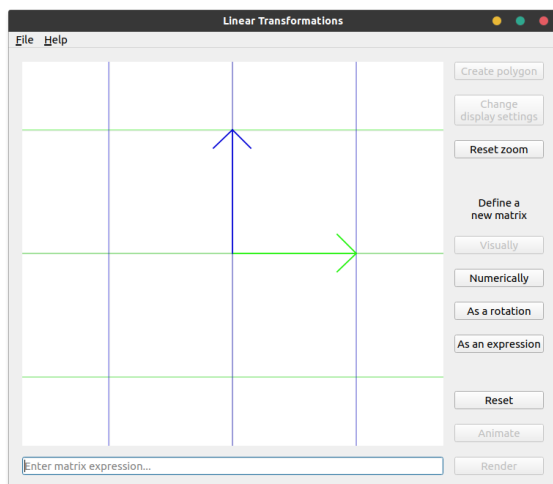 Linear Transformations
File Help
Create polygon
Change
display settings
Reset zoom
Define a
new matrix
Visually
Numerically
As a rotation
As an expression
Reset
Animate
Enter matrix expression...
Render